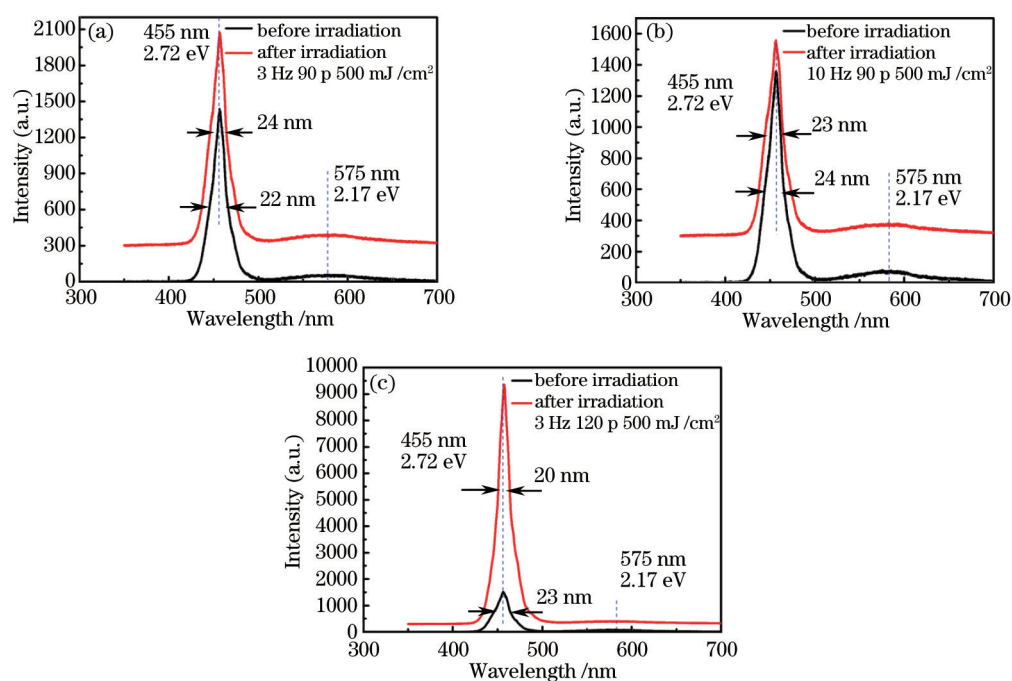 (a)
455 nm
2.72 eV
before irradiation
after irradiation
3 Hz 90 p 500 mJ /cm²
24 nm
22 nm
575 nm
2.17 eV
Intensity (a.u.)
2100
1800
1500
1200
900
600
300
0
300 400 500 600 700
Wavelength /nm
(b)
455 nm
2.72 eV
before irradiation
after irradiation
10 Hz 90 p 500 mJ /cm²
23 nm
24 nm
575 nm
2.17 eV
Intensity (a.u.)
1600
1400
1200
1000
800
600
400
200
0
300 400 500 600 700
Wavelength /nm
(c)
455 nm
2.72 eV
before irradiation
after irradiation
3 Hz 120 p 500 mJ /cm²
20 nm
23 nm
575 nm
2.17 eV
Intensity (a.u.)
10000
9000
8000
7000
6000
5000
4000
3000
2000
1000
0
300 400 500 600 700
Wavelength /nm